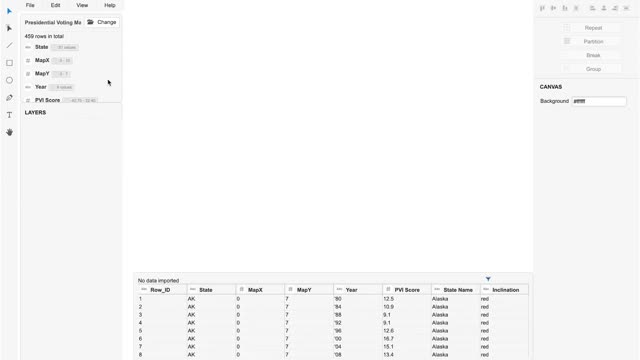 File Edit View Help
Presidential Voting Me Change
459 rows in total
State 51 values
MapX 0 - 10
MapY 0 - 7
Year 9 values
PVI Score
LAYERS
Repeat
Partition
Break
Group
CANVAS
Background #ffffff
No data imported
Row_ID State MapX MapY Year PVI Score State Name Inclination
1 AK 0 7 '80 12.5 Alaska red
2 AK 0 7 '84 10.9 Alaska red
3 AK 0 7 '88 9.1 Alaska red
4 AK 0 7 '92 9.1 Alaska red
5 AK 0 7 '96 12.6 Alaska red
6 AK 0 7 '00 16.7 Alaska red
7 AK 0 7 '04 15.1 Alaska red
8 AK 0 7 '08 13.4 Alaska red